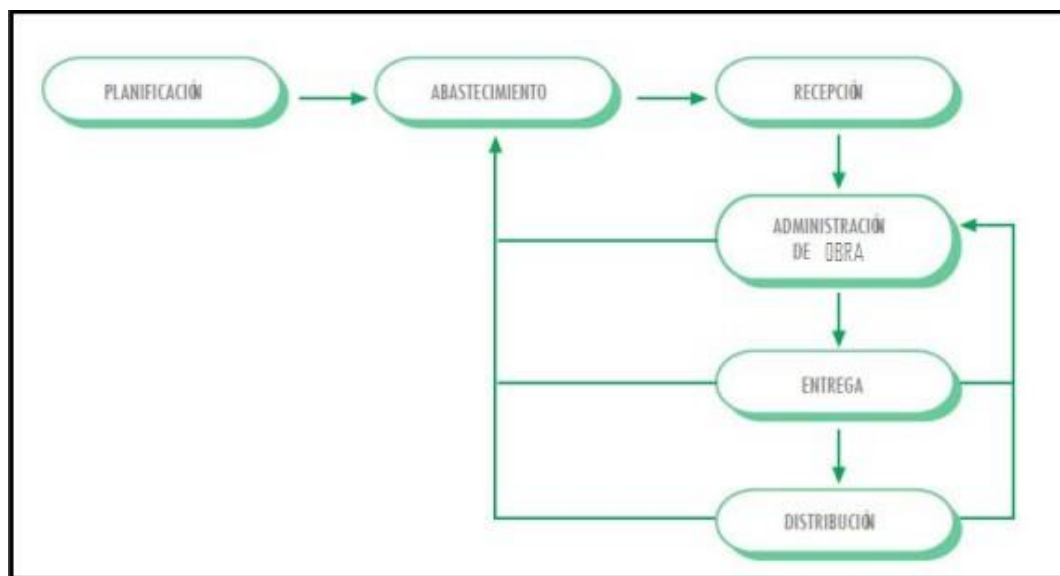 PLANIFICACIÓN
ABASTECIMIENTO
RECEPCIÓN
ADMINISTRACIÓN
DE OBRA
ENTREGA
DISTRIBUCIÓN